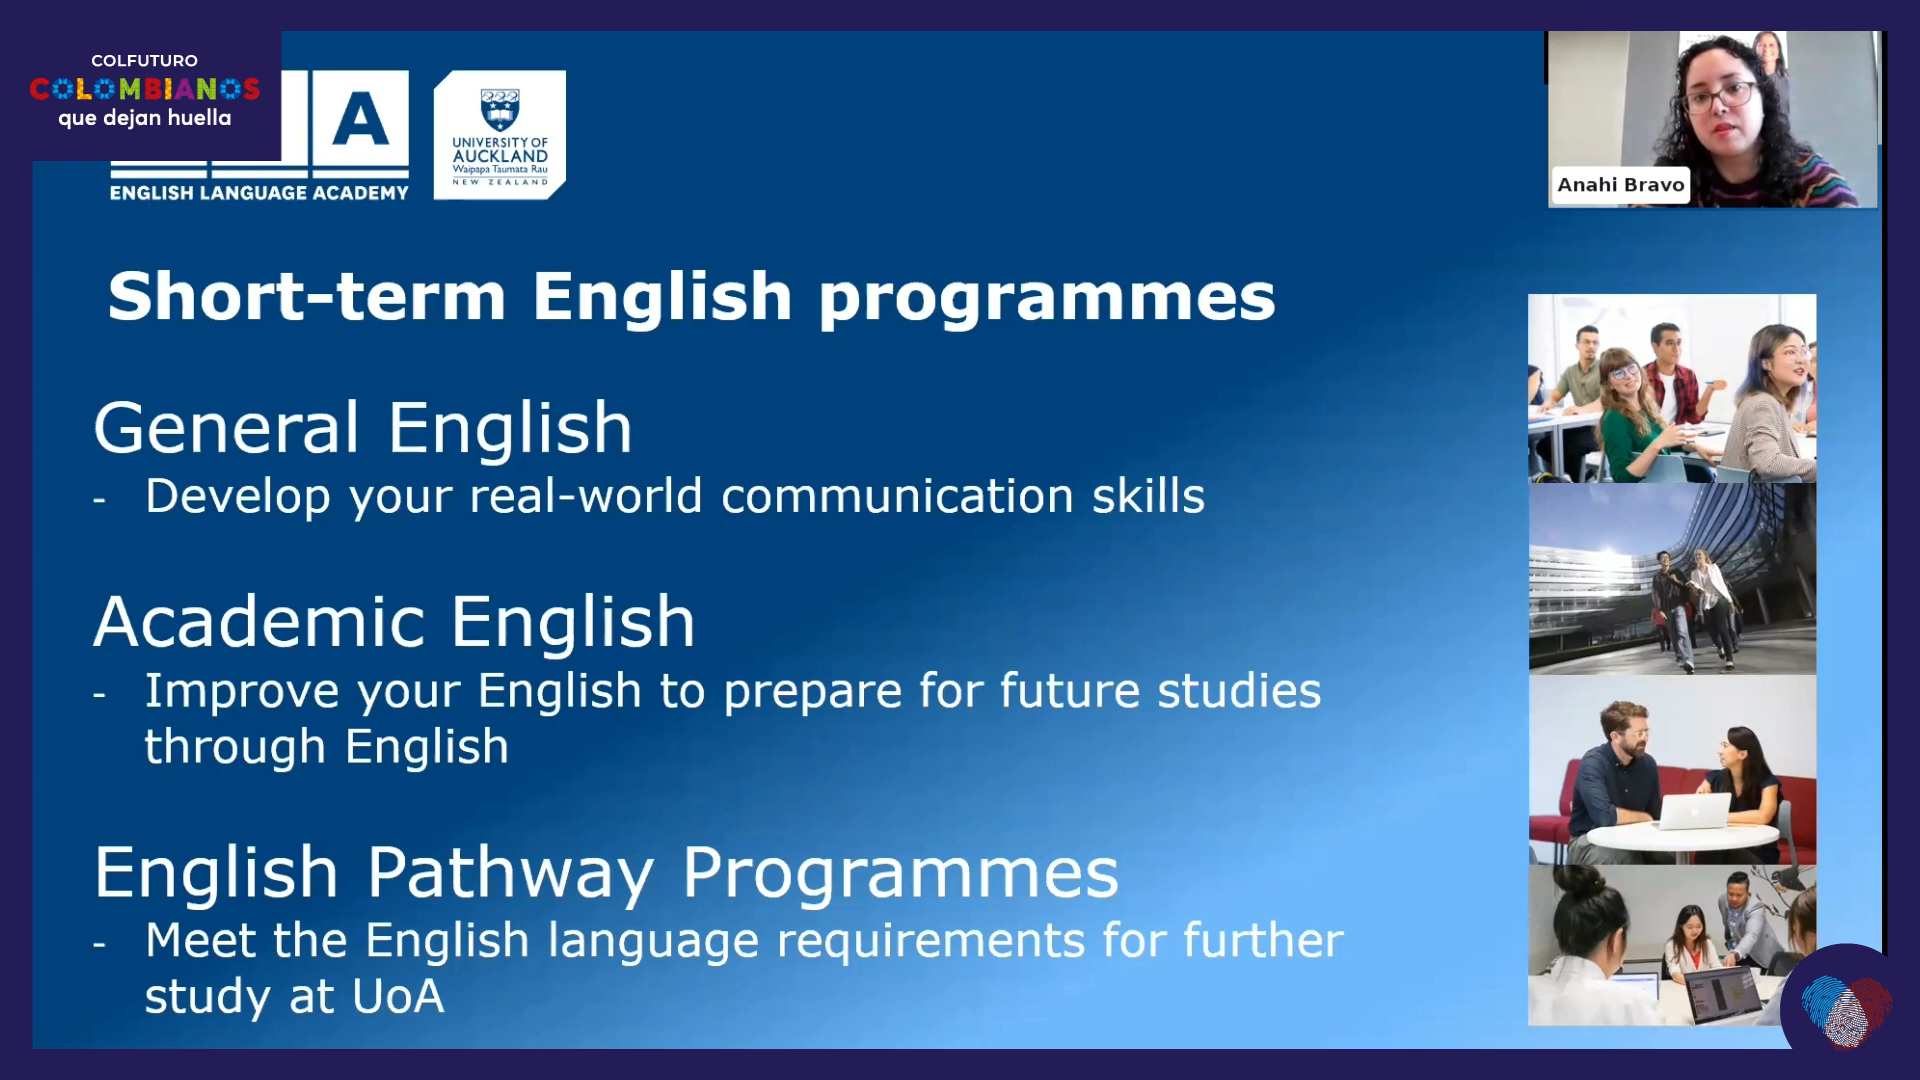 COLFUTURO
COLOMBIANOS
que dejan huella
A
ENGLISH LANGUAGE ACADEMY
UNIVERSITY OF
AUCKLAND
Waipapa Taumata Rau
NEW ZEALAND
Anahi Bravo
Short-term English programmes
General English
- Develop your real-world communication skills
Academic English
- Improve your English to prepare for future studies
through English
English Pathway Programmes
- Meet the English language requirements for further
study at UoA